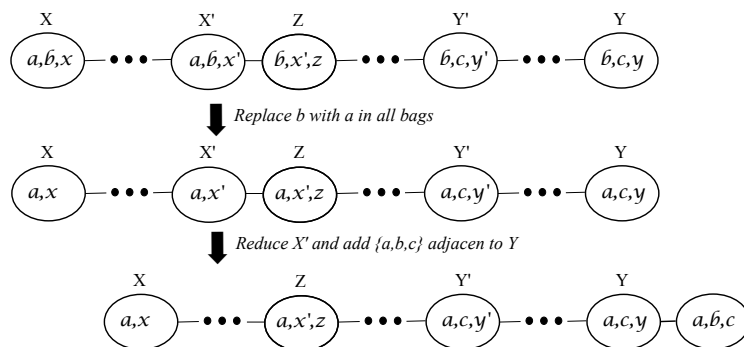 X X' Z Y' Y
a,b,x ••• a,b,x' b,x',z ••• b,c,y' ••• b,c,y
Replace b with a in all bags
X X' Z Y' Y
a,x ••• a,x' a,x',z ••• a,c,y' ••• a,c,y
Reduce X' and add {a,b,c} adjacen to Y
X Z Y' Y
a,x ••• a,x',z ••• a,c,y' ••• a,c,y a,b,c